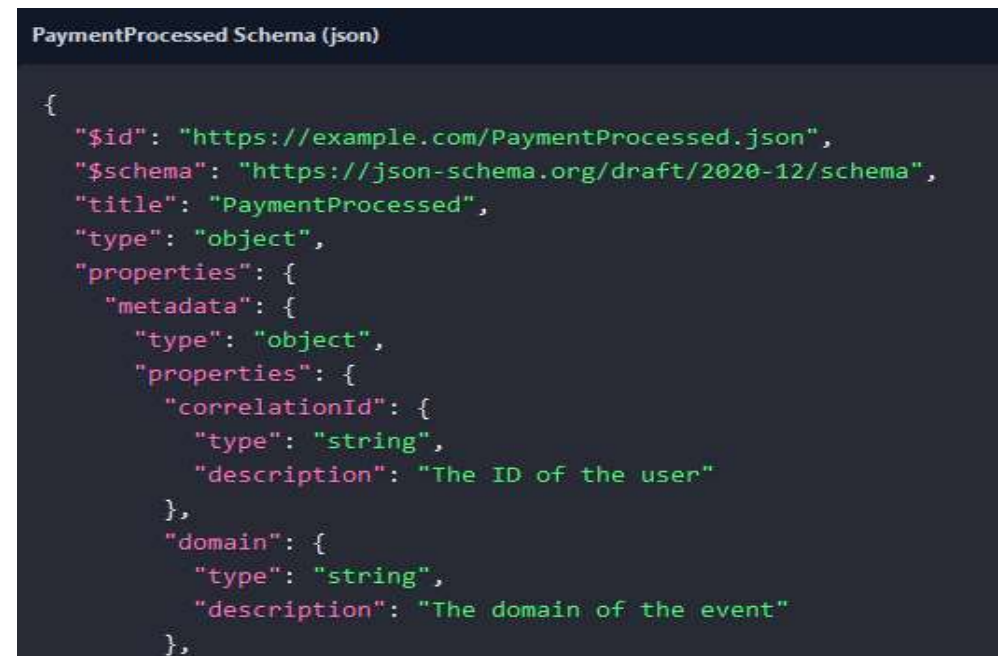 PaymentProcessed Schema (json)
{
  "$id": "https://example.com/PaymentProcessed.json",
  "$schema": "https://json-schema.org/draft/2020-12/schema",
  "title": "PaymentProcessed",
  "type": "object",
  "properties": {
    "metadata": {
      "type": "object",
      "properties": {
        "correlationId": {
          "type": "string",
          "description": "The ID of the user"
        },
        "domain": {
          "type": "string",
          "description": "The domain of the event"
        },